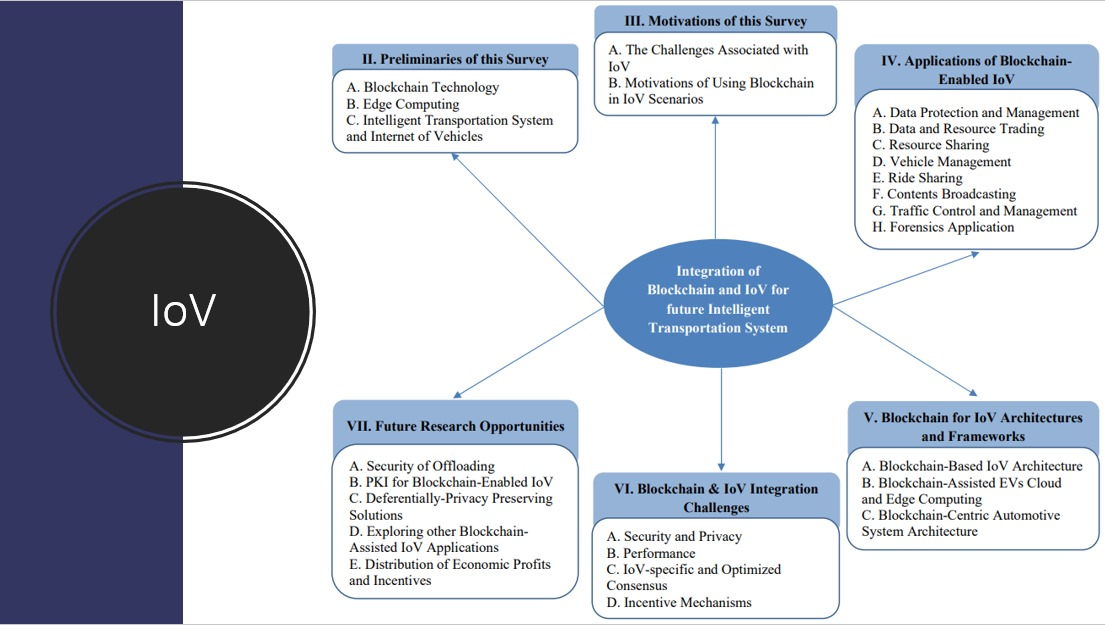 IoV
II. Preliminaries of this Survey
A. Blockchain Technology
B. Edge Computing
C. Intelligent Transportation System
and Internet of Vehicles
III. Motivations of this Survey
A. The Challenges Associated with
IoV
B. Motivations of Using Blockchain
in IoV Scenarios
IV. Applications of Blockchain-
Enabled IoV
A. Data Protection and Management
B. Data and Resource Trading
C. Resource Sharing
D. Vehicle Management
E. Ride Sharing
F. Contents Broadcasting
G. Traffic Control and Management
H. Forensics Application
Integration of
Blockchain and IoV for
future Intelligent
Transportation System
V. Blockchain for IoV Architectures
and Frameworks
A. Blockchain-Based IoV Architecture
B. Blockchain-Assisted EVs Cloud
and Edge Computing
C. Blockchain-Centric Automotive
System Architecture
VI. Blockchain & IoV Integration
Challenges
A. Security and Privacy
B. Performance
C. IoV-specific and Optimized
Consensus
D. Incentive Mechanisms
VII. Future Research Opportunities
A. Security of Offloading
B. PKI for Blockchain-Enabled IoV
C. Deferentially-Privacy Preserving
Solutions
D. Exploring other Blockchain-
Assisted IoV Applications
E. Distribution of Economic Profits
and Incentives